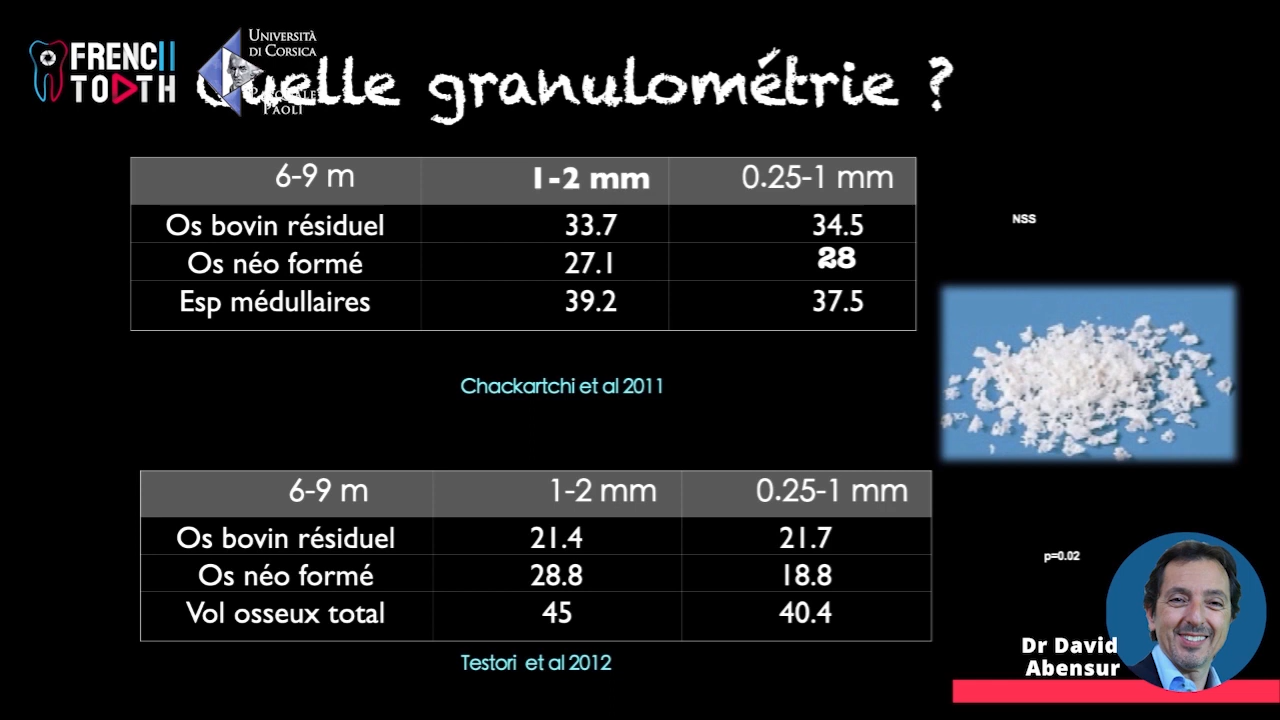 FRENCH
TOOTH
UNIVERSITÀ
DI CORSICA
PAOLI
Quelle granulométrie ?
6-9 m 1-2 mm 0.25-1 mm
Os bovin résiduel 33.7 34.5
Os néo formé 27.1 28
Esp médullaires 39.2 37.5
NSS
Chackartchi et al 2011
6-9 m 1-2 mm 0.25-1 mm
Os bovin résiduel 21.4 21.7
Os néo formé 28.8 18.8
Vol osseux total 45 40.4
p=0.02
Testori et al 2012
Dr David
Abensur